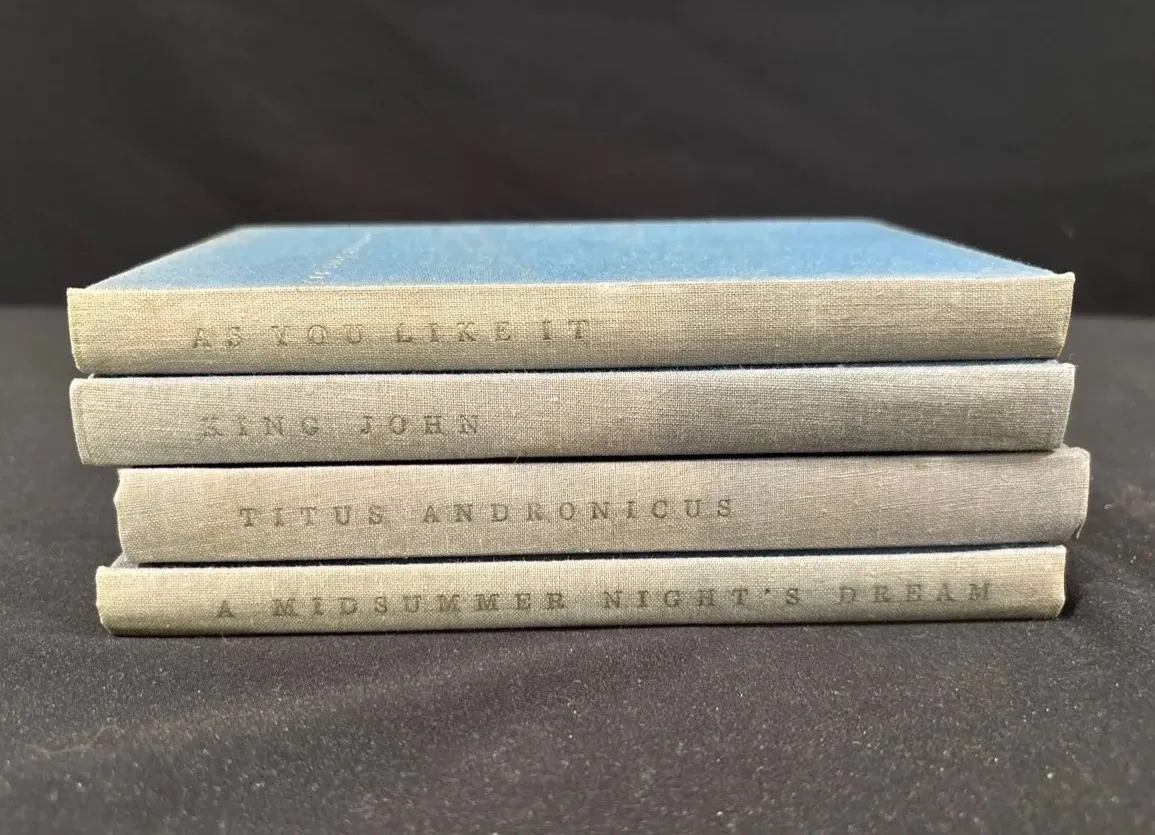 AS YOU LIKE IT
KING JOHN
TITUS ANDRONICUS
A MIDSUMMER NIGHT'S DREAM